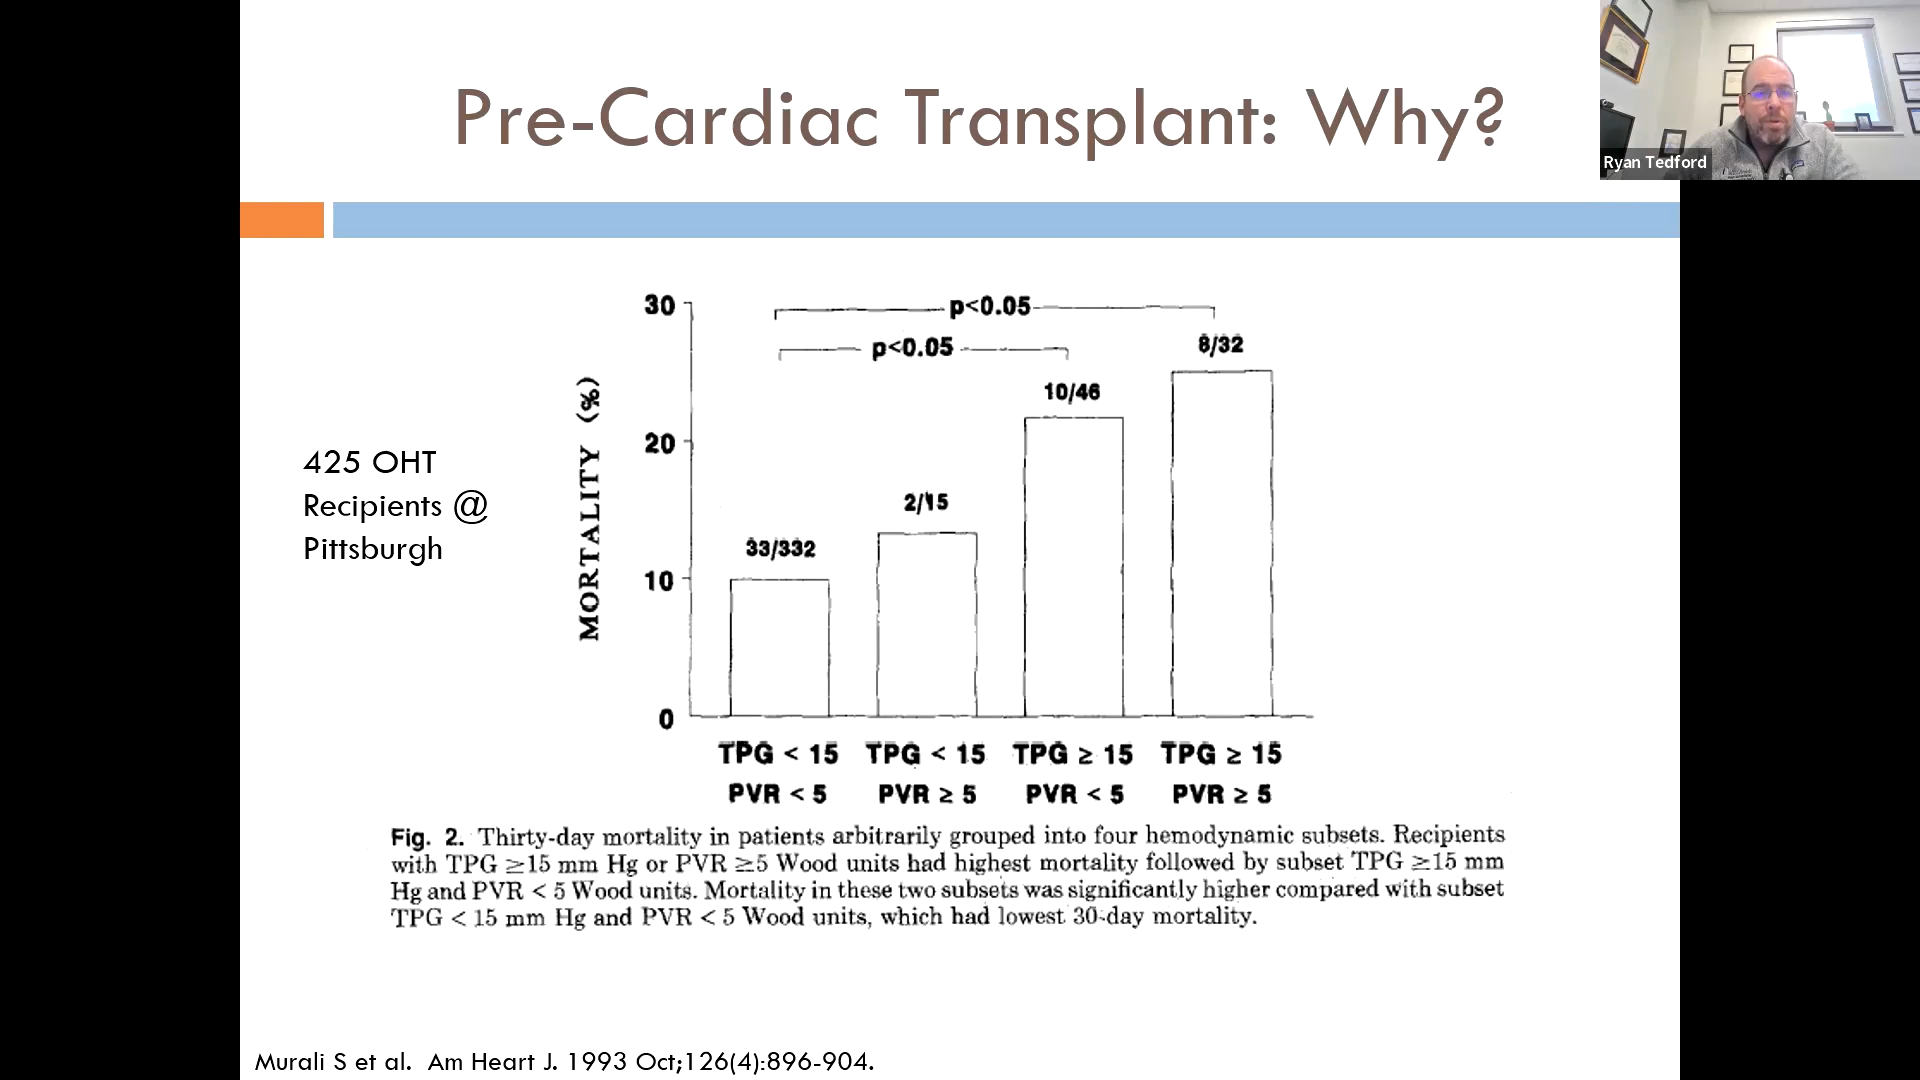 Pre-Cardiac Transplant: Why?
Ryan Tedford
425 OHT
Recipients @
Pittsburgh
MORTALITY (%)
30
20
10
0
p<0.05
p<0.05
33/332
2/15
10/46
8/32
TPG < 15 TPG < 15 TPG ≥ 15 TPG ≥ 15
PVR < 5 PVR ≥ 5 PVR < 5 PVR ≥ 5
Fig. 2. Thirty-day mortality in patients arbitrarily grouped into four hemodynamic subsets. Recipients
with TPG ≥15 mm Hg or PVR ≥5 Wood units had highest mortality followed by subset TPG ≥15 mm
Hg and PVR < 5 Wood units. Mortality in these two subsets was significantly higher compared with subset
TPG < 15 mm Hg and PVR < 5 Wood units, which had lowest 30-day mortality.
Murali S et al. Am Heart J. 1993 Oct;126(4):896-904.